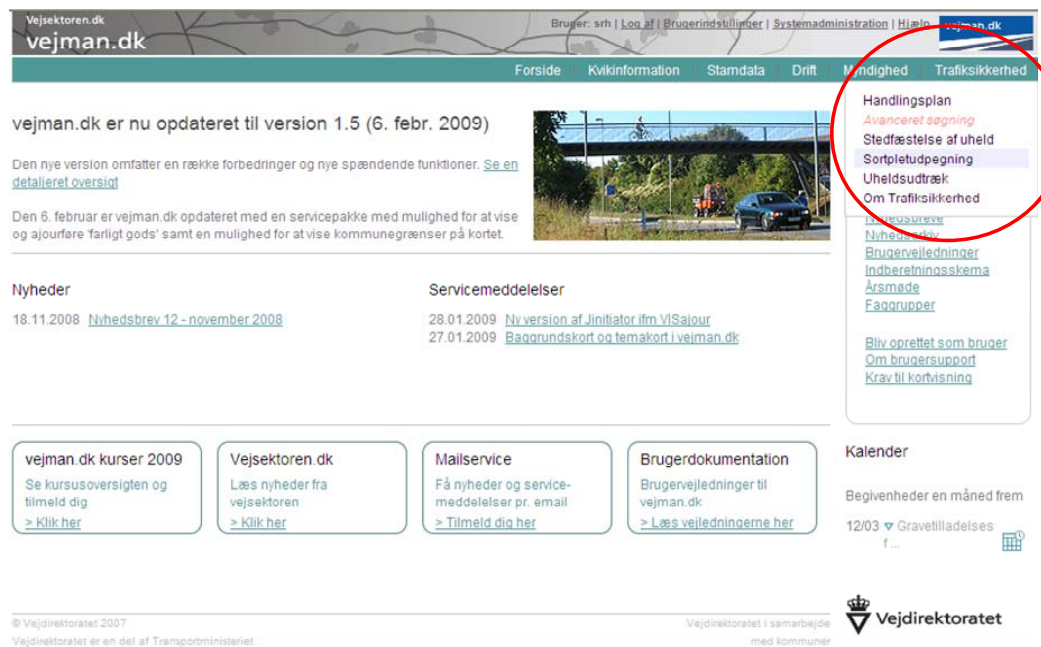 Vejsektoren.dk
vejman.dk
Bruger: srh | Log af | Brugerindstillinger | Systemadministration | Hjælp
vejman.dk
Forside Kvikinformation Stamdata Drift Myndighed Trafiksikkerhed
Handlingsplan
Avanceret søgning
Stedfæstelse af uheld
Sortpletudpegning
Uheldsudtræk
Om Trafiksikkerhed
vejman.dk er nu opdateret til version 1.5 (6. febr. 2009)
Den nye version omfatter en række forbedringer og nye spændende funktioner. Se en
detaljeret oversigt
Den 6. februar er vejman.dk opdateret med en servicepakke med mulighed for at vise
og ajourføre 'farligt gods' samt en mulighed for at vise kommunegrænser på kortet.
Nyhedsbreve
Nyhedsarkiv
Brugervejledninger
Indberetningsskema
Årsmøde
Faggrupper
Bliv oprettet som bruger
Om brugersupport
Krav til kortvisning
Nyheder
18.11.2008 Nyhedsbrev 12 - november 2008
Servicemeddelelser
28.01.2009 Ny version af Jinitiator ifm VISajour
27.01.2009 Baggrundskort og temakort i vejman.dk
vejman.dk kurser 2009
Se kursusoversigten og
tilmeld dig
> Klik her
Vejsektoren.dk
Læs nyheder fra
vejsektoren
> Klik her
Mailservice
Få nyheder og service-
meddelelser pr. email
> Tilmeld dig her
Brugerdokumentation
Brugervejledninger til
vejman.dk
> Læs vejledningerne her
Kalender
Begivenheder en måned frem
12/03 Gravetilladelses
f ...
© Vejdirektoratet 2007
Vejdirektoratet er en del af Transportministeriet
Vejdirektoratet i samarbejde
med kommuner
Vejdirektoratet